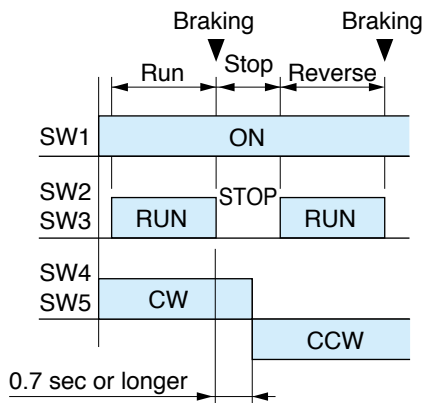 Braking Braking
Run Stop Reverse
SW1 ON
SW2 STOP
SW3 RUN RUN
SW4
SW5 CW
CCW
0.7 sec or longer